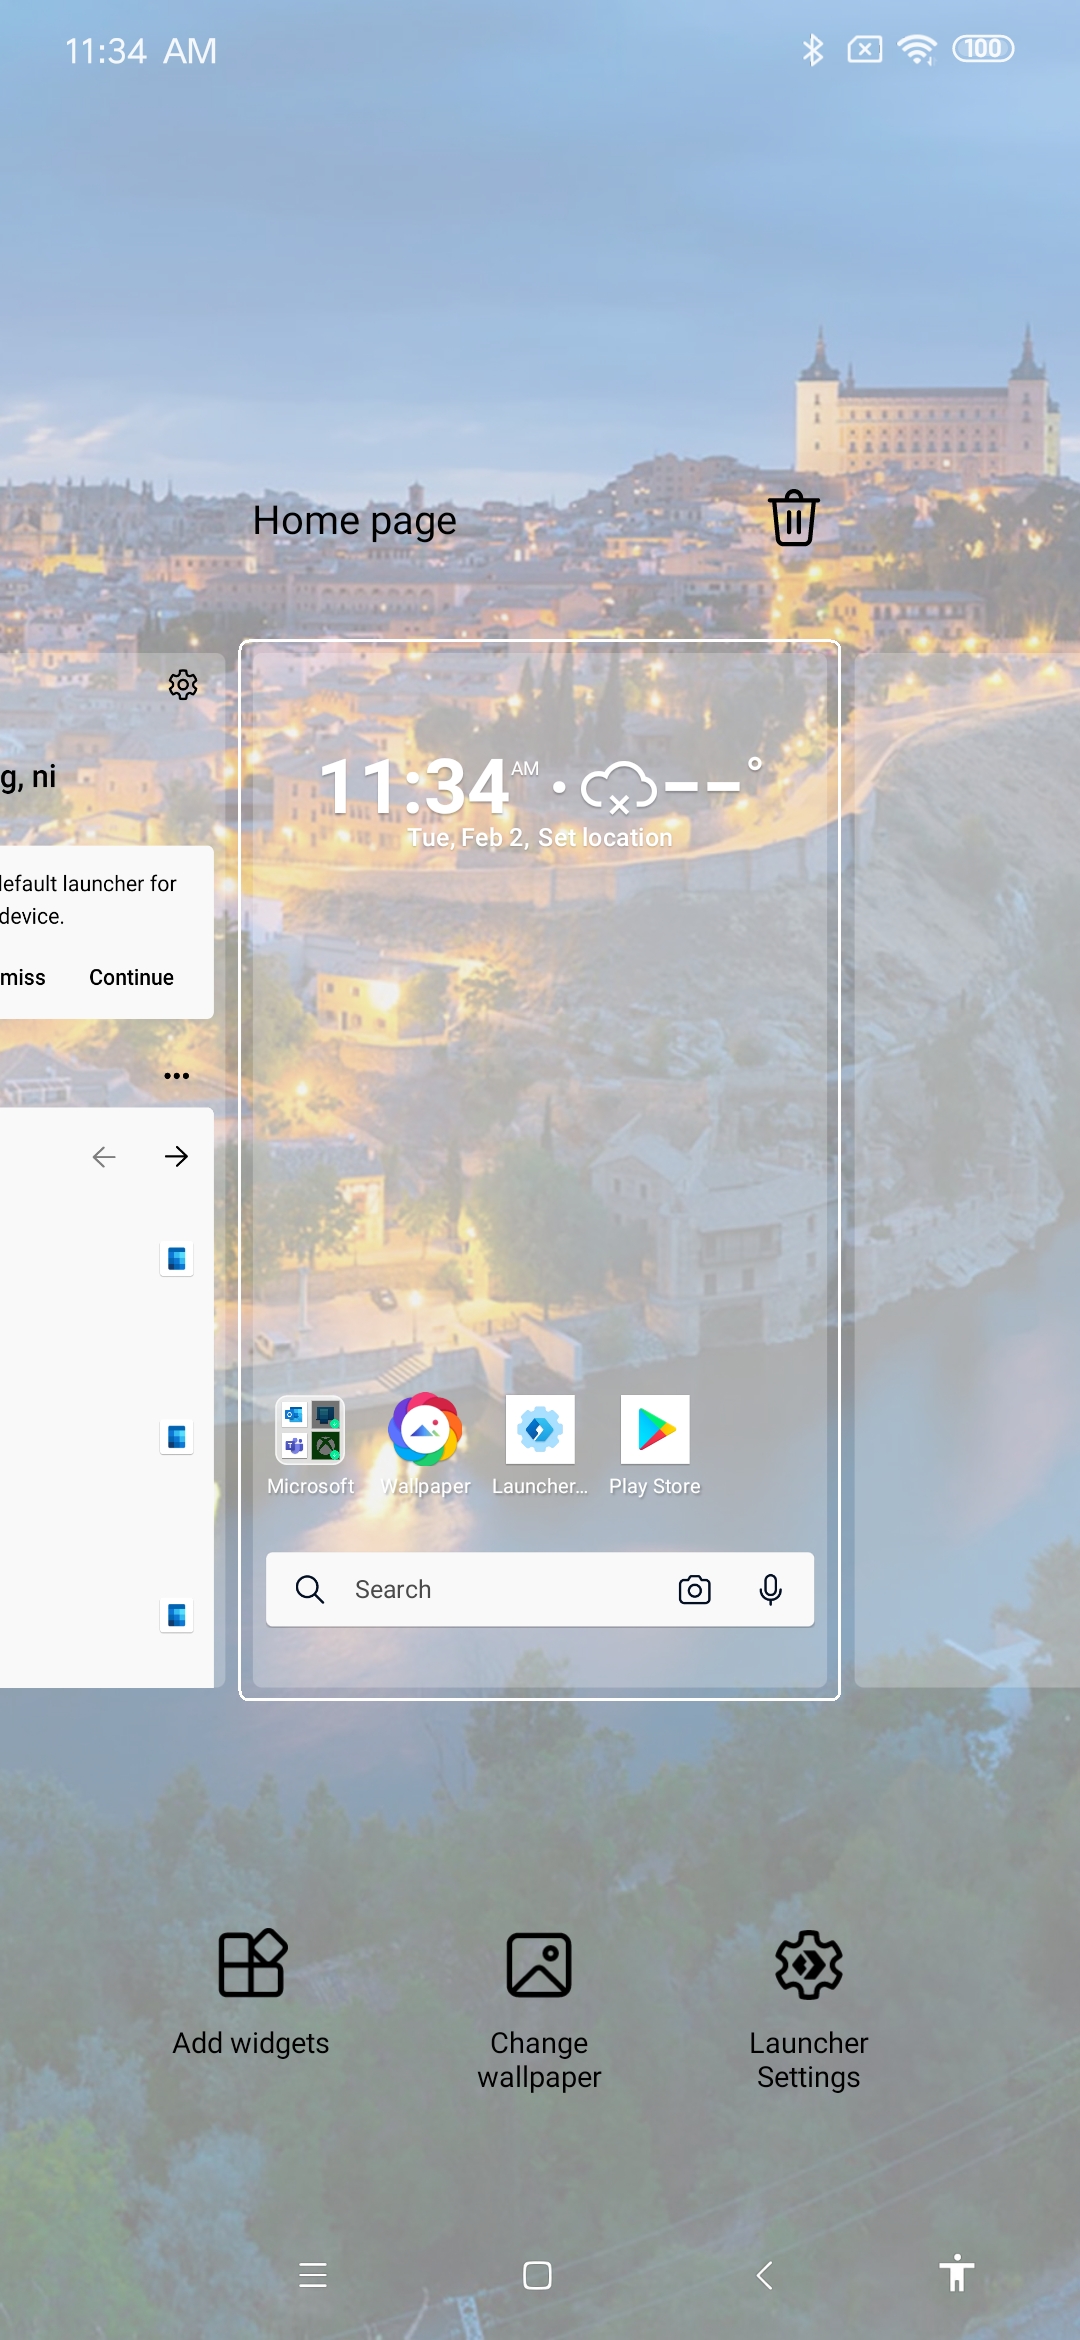 11:34 AM
100
Home page
g, ni
lefault launcher for
device.
miss Continue
11:34 AM
Tue, Feb 2, Set location
Microsoft
Wallpaper
Launcher...
Play Store
Search
Add widgets
Change
wallpaper
Launcher
Settings